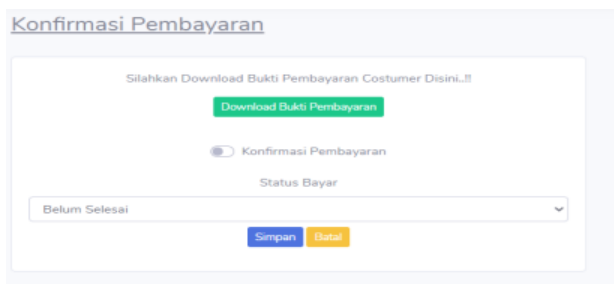 Konfirmasi Pembayaran
Silahkan Download Bukti Pembayaran Costumer Disini..!!
Download Bukti Pembayaran
Konfirmasi Pembayaran
Status Bayar
Belum Selesai
Simpan Batal